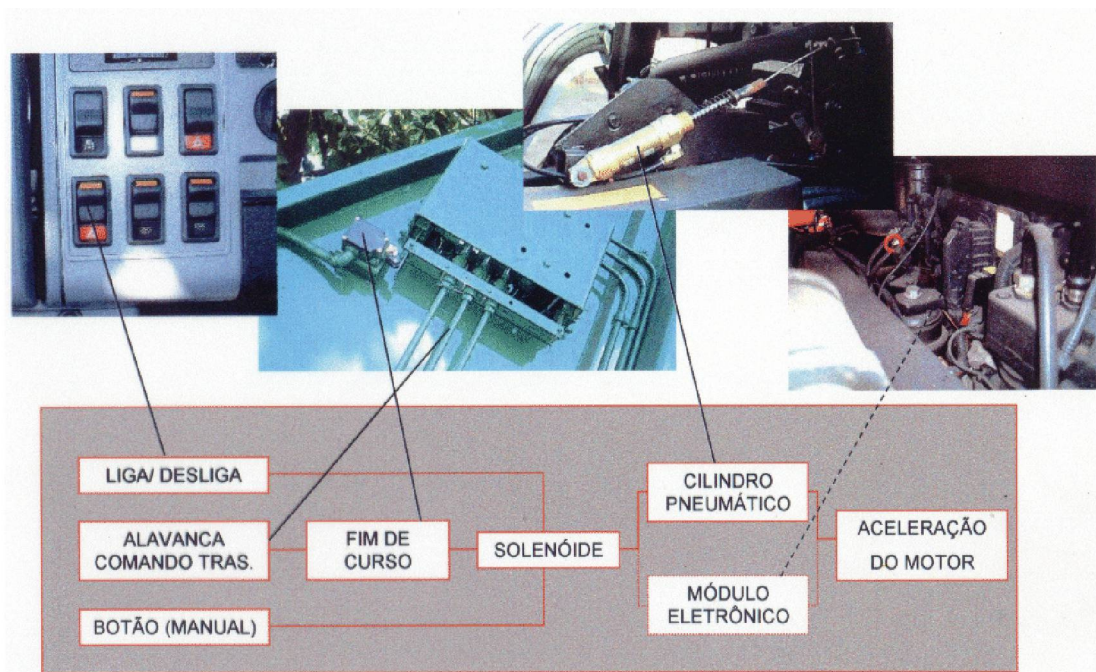 LIGA/ DESLIGA
ALAVANCA
COMANDO TRAS.
BOTÃO (MANUAL)
FIM DE
CURSO
SOLENÓIDE
CILINDRO
PNEUMÁTICO
MÓDULO
ELETRÔNICO
ACELERAÇÃO
DO MOTOR